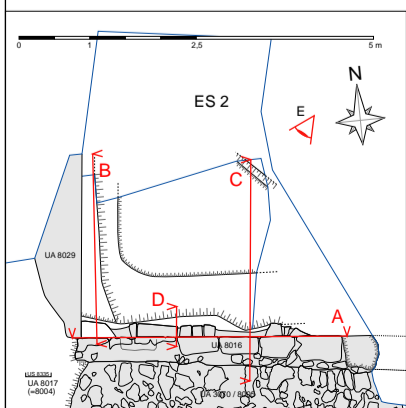 0 1 2,5 5 m
ES 2
N
E
B
C
UA 8029
D
A
UA 8016
US 8335
UA 8017
(=8004)